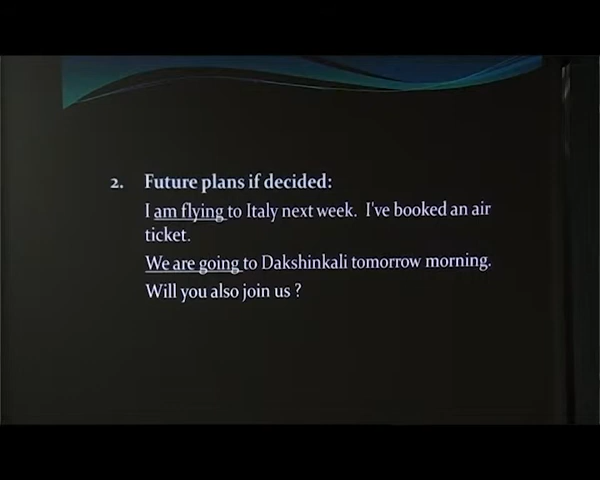 2. Future plans if decided:
I am flying to Italy next week. I've booked an air
ticket.
We are going to Dakshinkali tomorrow morning.
Will you also join us ?